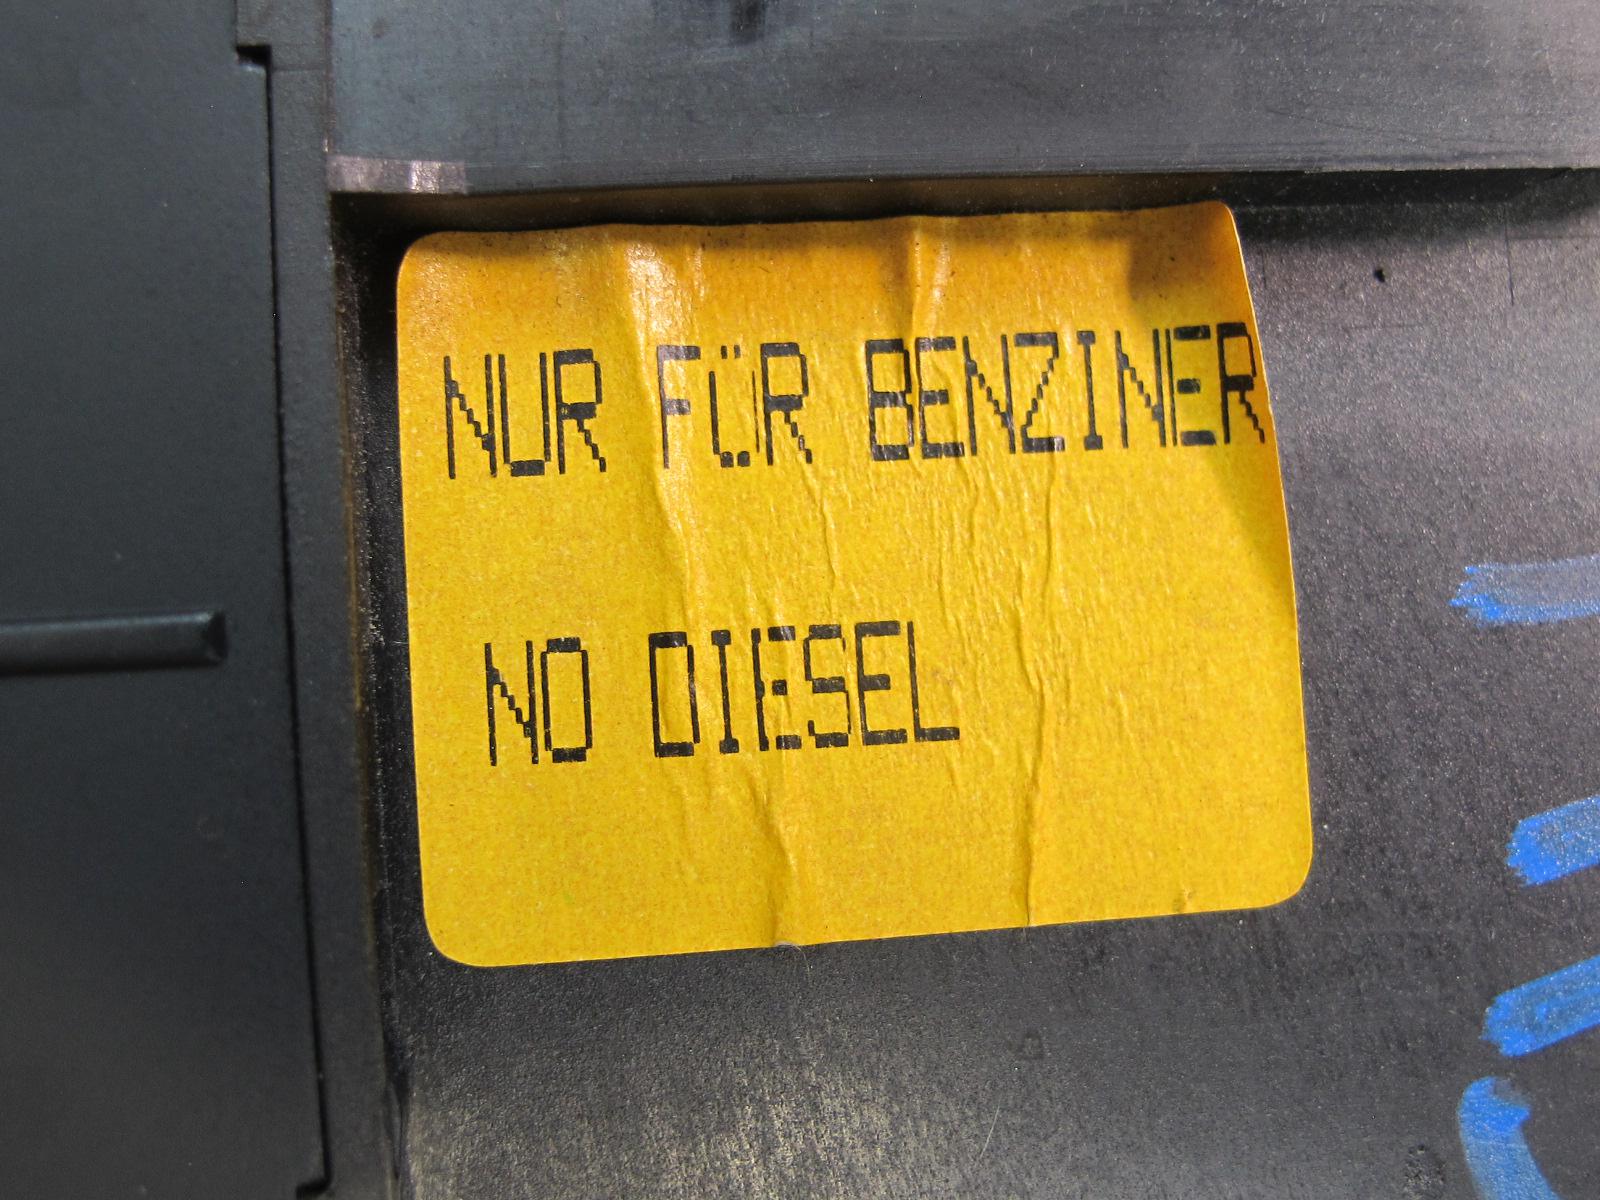 NUR FÜR BENZINER
NO DIESEL